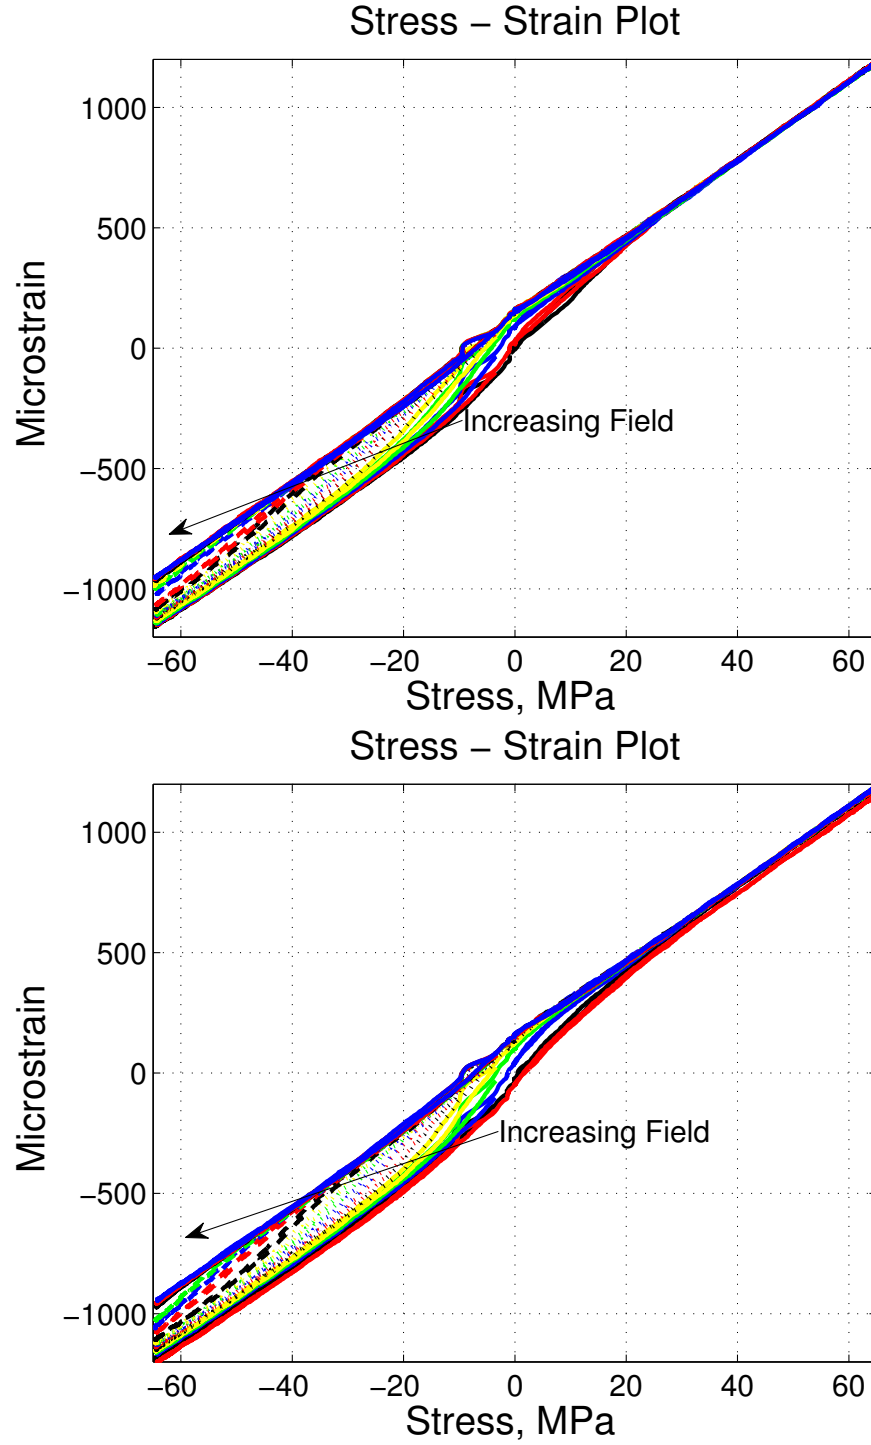 Stress − Strain Plot
1000
500
0
−500
−1000
Microstrain
Increasing Field
−60 −40 −20 0 20 40 60
Stress, MPa
Stress − Strain Plot
1000
500
0
−500
−1000
Microstrain
Increasing Field
−60 −40 −20 0 20 40 60
Stress, MPa